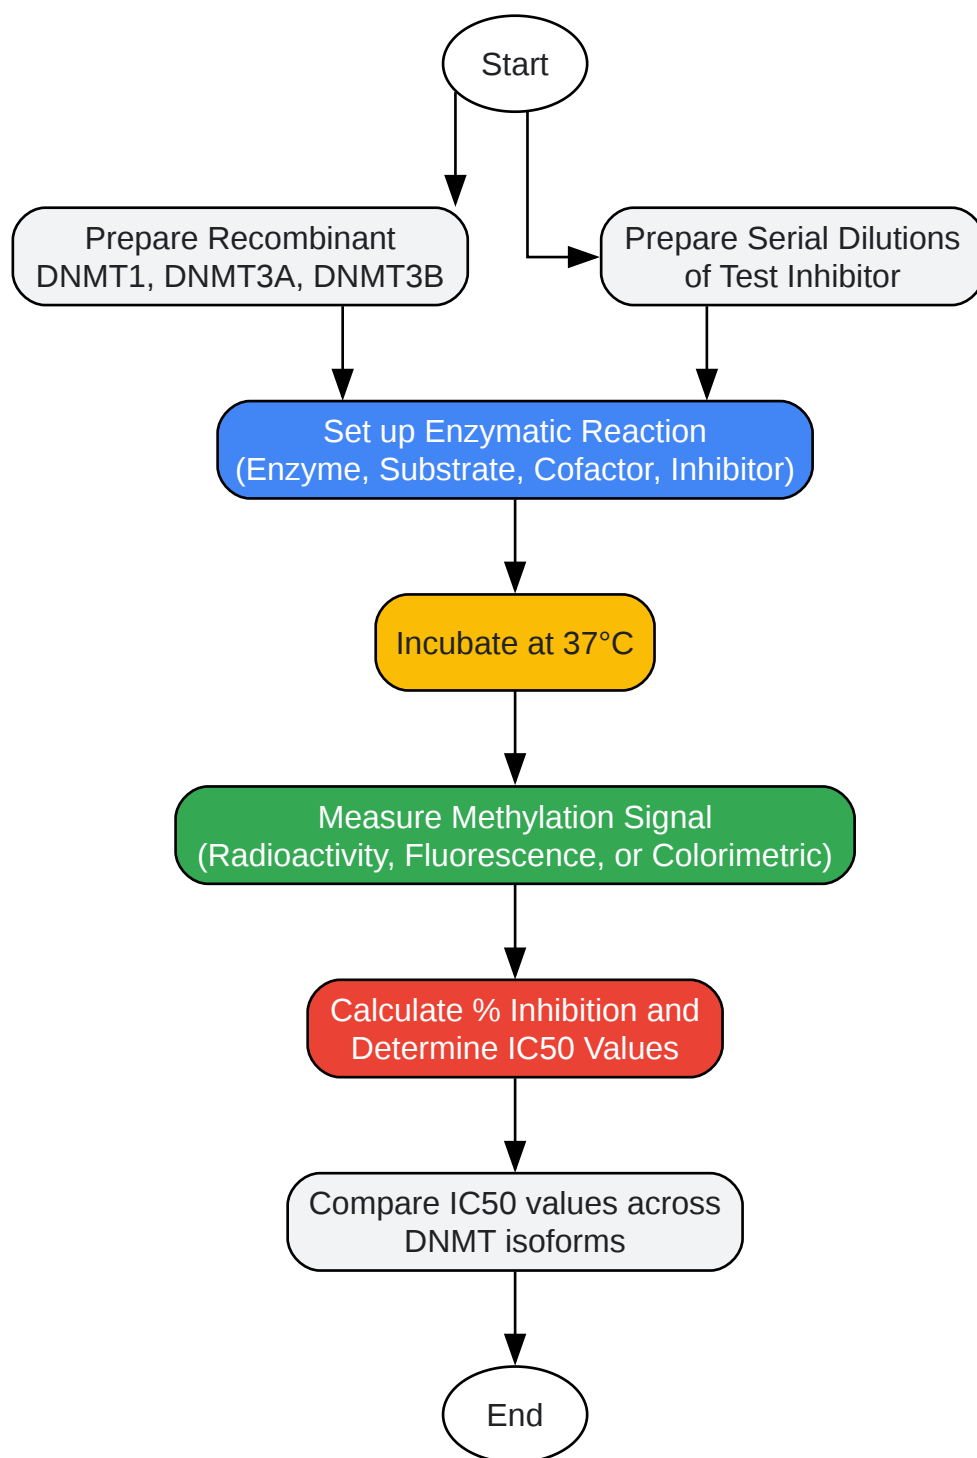 Start
Prepare Recombinant
DNMT1, DNMT3A, DNMT3B
Prepare Serial Dilutions
of Test Inhibitor
Set up Enzymatic Reaction
(Enzyme, Substrate, Cofactor, Inhibitor)
Incubate at 37°C
Measure Methylation Signal
(Radioactivity, Fluorescence, or Colorimetric)
Calculate % Inhibition and
Determine IC50 Values
Compare IC50 values across
DNMT isoforms
End